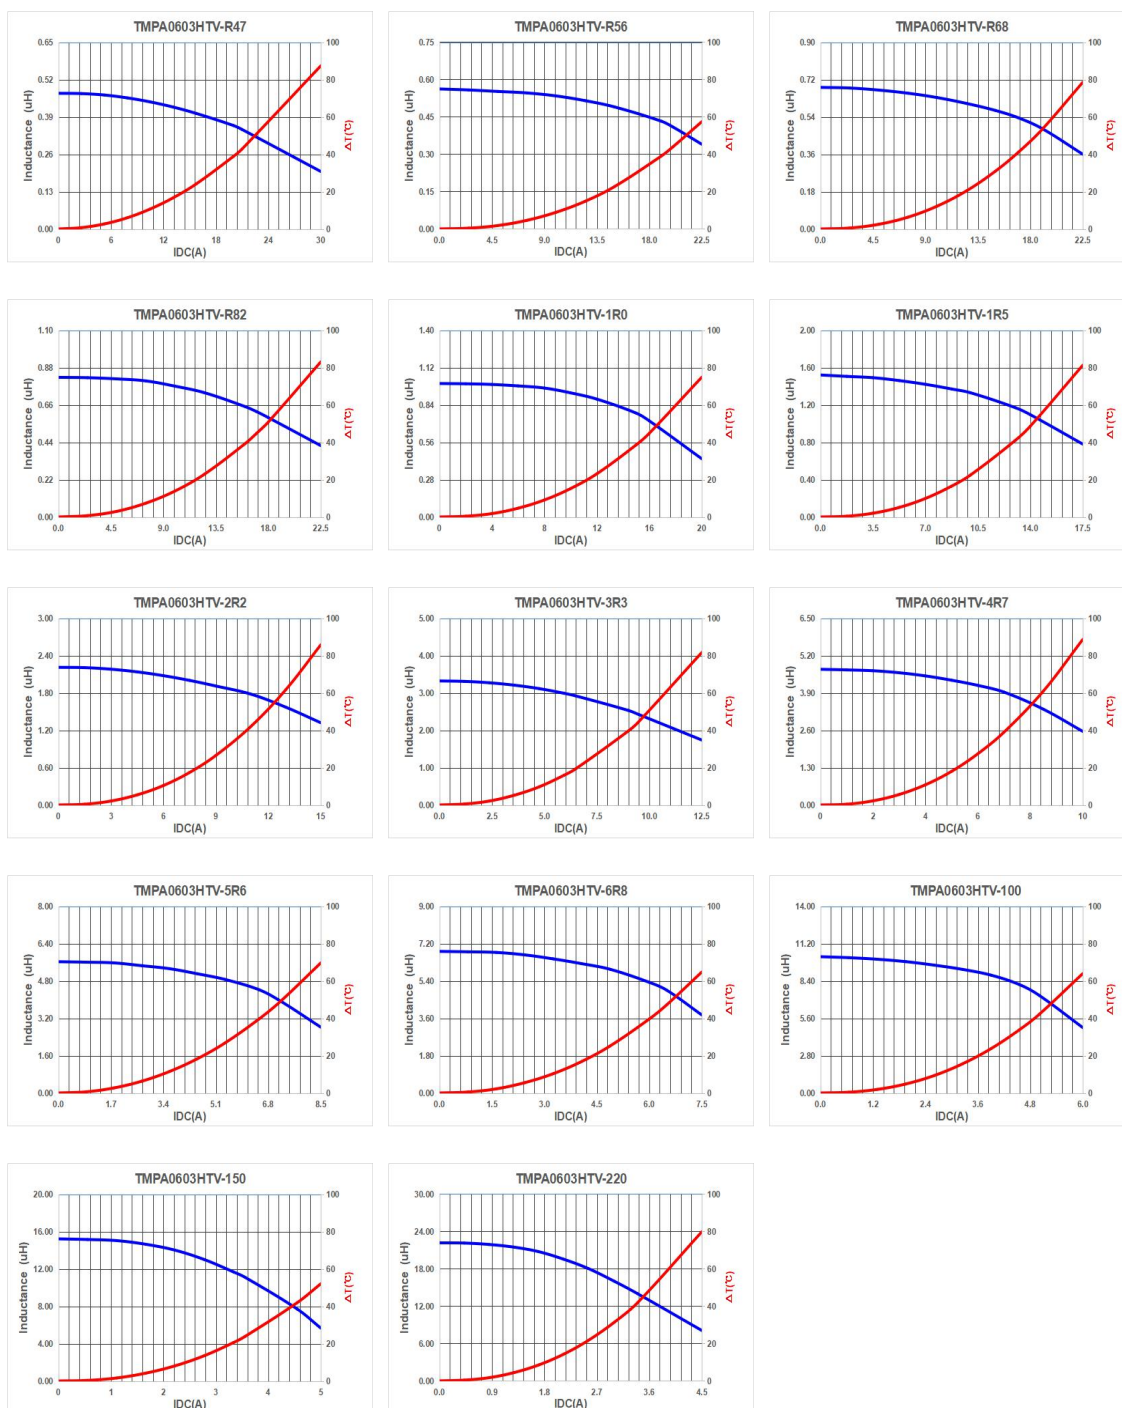 TMPA0603HTV-R47
Inductance (uH)
0.65
0.52
0.39
0.26
0.13
0.00
100
80
60
40
20
0
△T(℃)
0 6 12 18 24 30
IDC(A)
TMPA0603HTV-R56
Inductance (uH)
0.75
0.60
0.45
0.30
0.15
0.00
100
80
60
40
20
0
△T(℃)
0.0 4.5 9.0 13.5 18.0 22.5
IDC(A)
TMPA0603HTV-R68
Inductance (uH)
0.90
0.72
0.54
0.36
0.18
0.00
100
80
60
40
20
0
△T(℃)
0.0 4.5 9.0 13.5 18.0 22.5
IDC(A)
TMPA0603HTV-R82
Inductance (uH)
1.10
0.88
0.66
0.44
0.22
0.00
100
80
60
40
20
0
△T(℃)
0.0 4.5 9.0 13.5 18.0 22.5
IDC(A)
TMPA0603HTV-1R0
Inductance (uH)
1.40
1.12
0.84
0.56
0.28
0.00
100
80
60
40
20
0
△T(℃)
0 4 8 12 16 20
IDC(A)
TMPA0603HTV-1R5
Inductance (uH)
2.00
1.60
1.20
0.80
0.40
0.00
100
80
60
40
20
0
△T(℃)
0.0 3.5 7.0 10.5 14.0 17.5
IDC(A)
TMPA0603HTV-2R2
Inductance (uH)
3.00
2.40
1.80
1.20
0.60
0.00
100
80
60
40
20
0
△T(℃)
0 3 6 9 12 15
IDC(A)
TMPA0603HTV-3R3
Inductance (uH)
5.00
4.00
3.00
2.00
1.00
0.00
100
80
60
40
20
0
△T(℃)
0.0 2.5 5.0 7.5 10.0 12.5
IDC(A)
TMPA0603HTV-4R7
Inductance (uH)
6.50
5.20
3.90
2.60
1.30
0.00
100
80
60
40
20
0
△T(℃)
0 2 4 6 8 10
IDC(A)
TMPA0603HTV-5R6
Inductance (uH)
8.00
6.40
4.80
3.20
1.60
0.00
100
80
60
40
20
0
△T(℃)
0.0 1.7 3.4 5.1 6.8 8.5
IDC(A)
TMPA0603HTV-6R8
Inductance (uH)
9.00
7.20
5.40
3.60
1.80
0.00
100
80
60
40
20
0
△T(℃)
0.0 1.5 3.0 4.5 6.0 7.5
IDC(A)
TMPA0603HTV-100
Inductance (uH)
14.00
11.20
8.40
5.60
2.80
0.00
100
80
60
40
20
0
△T(℃)
0.0 1.2 2.4 3.6 4.8 6.0
IDC(A)
TMPA0603HTV-150
Inductance (uH)
20.00
16.00
12.00
8.00
4.00
0.00
100
80
60
40
20
0
△T(℃)
0 1 2 3 4 5
IDC(A)
TMPA0603HTV-220
Inductance (uH)
30.00
24.00
18.00
12.00
6.00
0.00
100
80
60
40
20
0
△T(℃)
0.0 0.9 1.8 2.7 3.6 4.5
IDC(A)